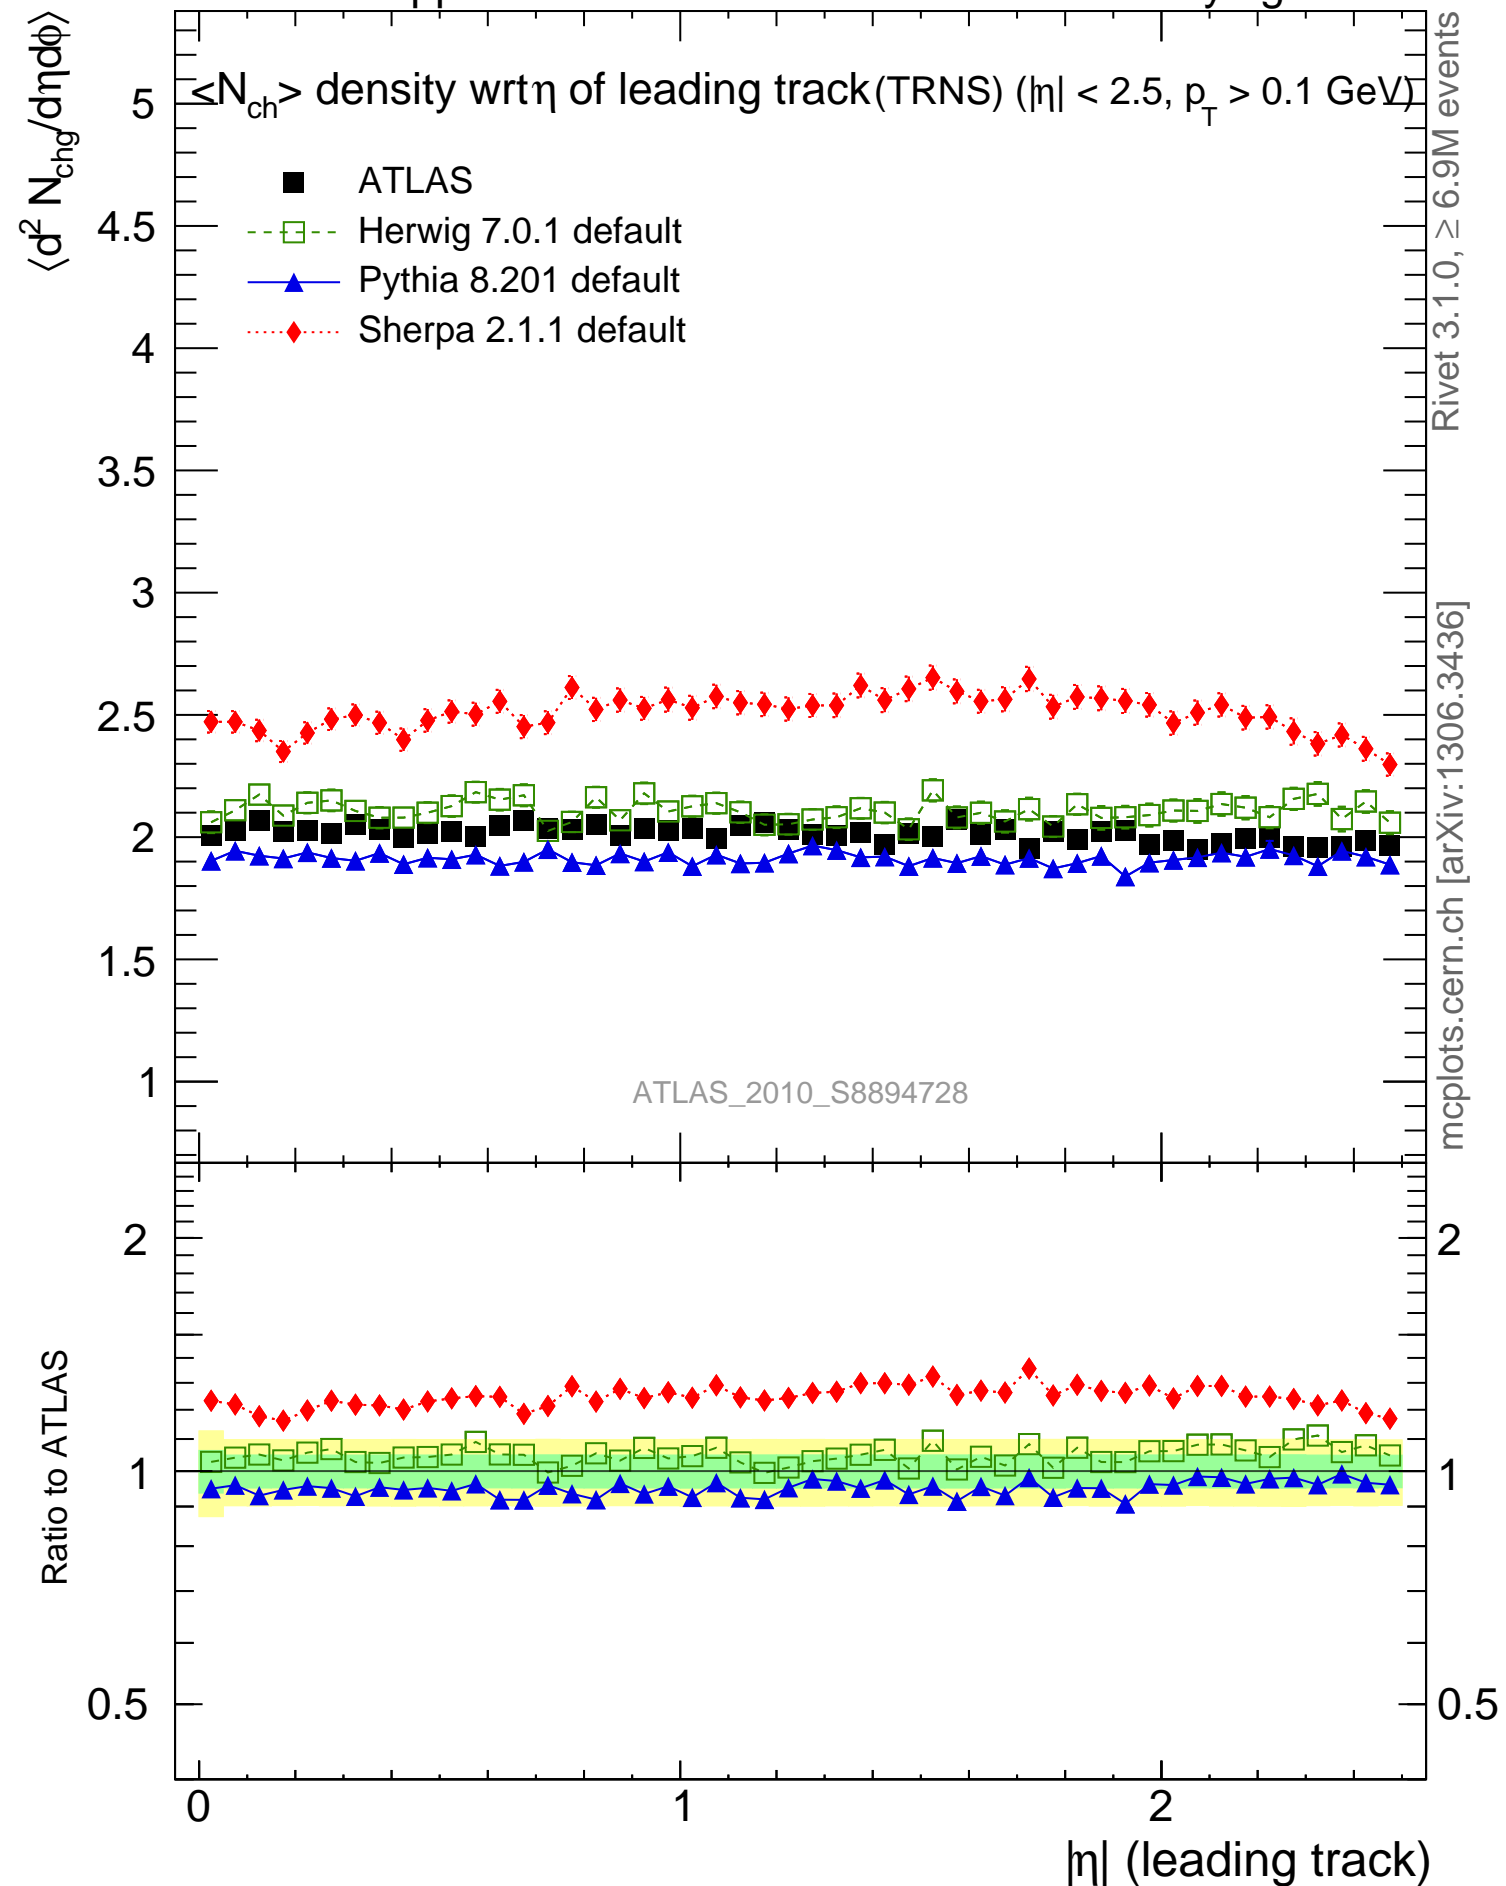 <N_ch> density wrt η of leading track (TRNS) (|η| < 2.5, p_T > 0.1 GeV)
⟨d² N_chg/dηdϕ⟩
ATLAS
Herwig 7.0.1 default
Pythia 8.201 default
Sherpa 2.1.1 default
5
4.5
4
3.5
3
2.5
2
1.5
1
ATLAS_2010_S8894728
Rivet 3.1.0, ≥ 6.9M events
mcplots.cern.ch [arXiv:1306.3436]
Ratio to ATLAS
2 2
1 1
0.5 0.5
0 1 2
|η| (leading track)